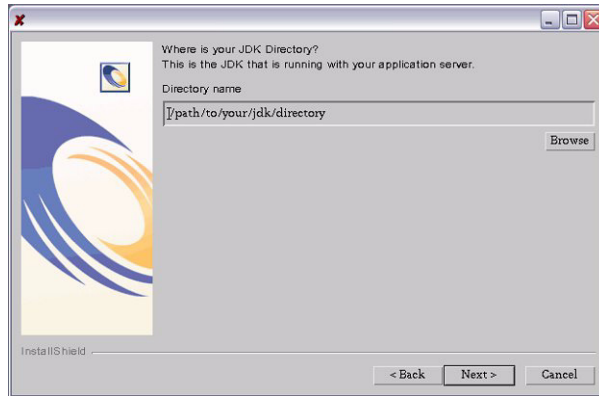 Where is your JDK Directory?
This is the JDK that is running with your application server.
Directory name
/path/to/your/jdk/directory
Browse
InstallShield
< Back
Next >
Cancel